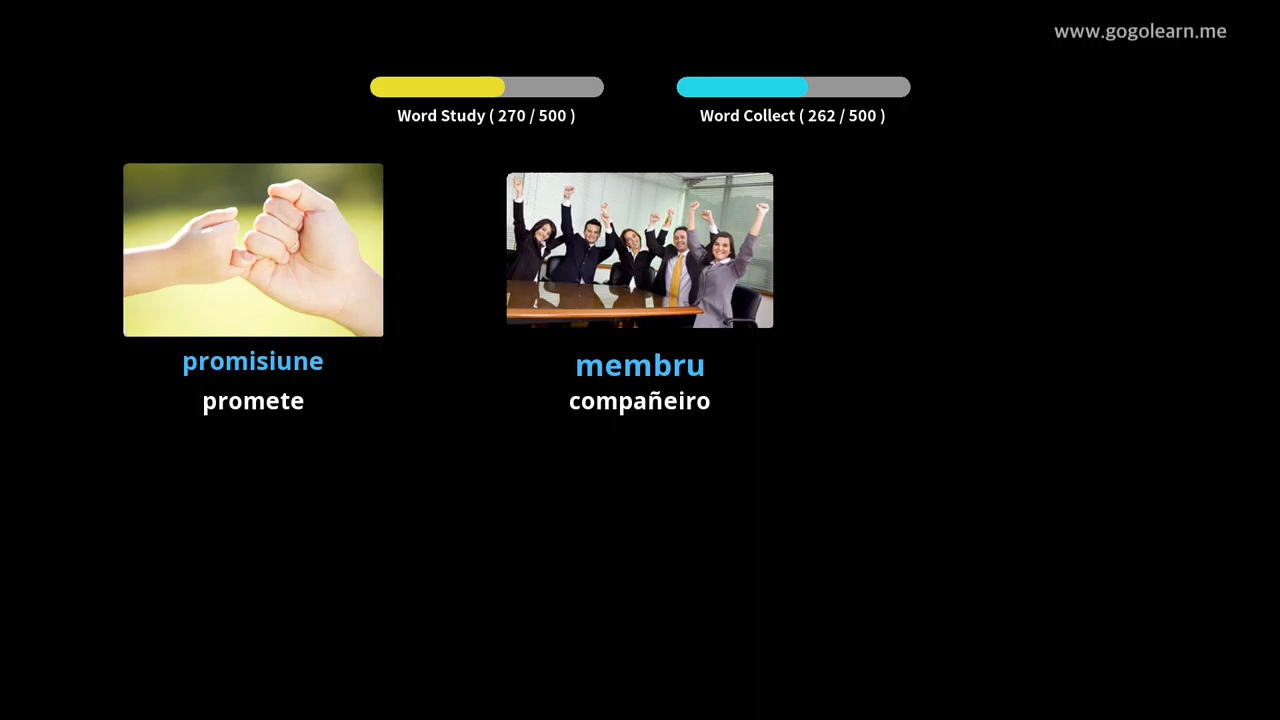 www.gogolearn.me
Word Study ( 270 / 500 )
Word Collect ( 262 / 500 )
promisiune
promete
membru
compañeiro